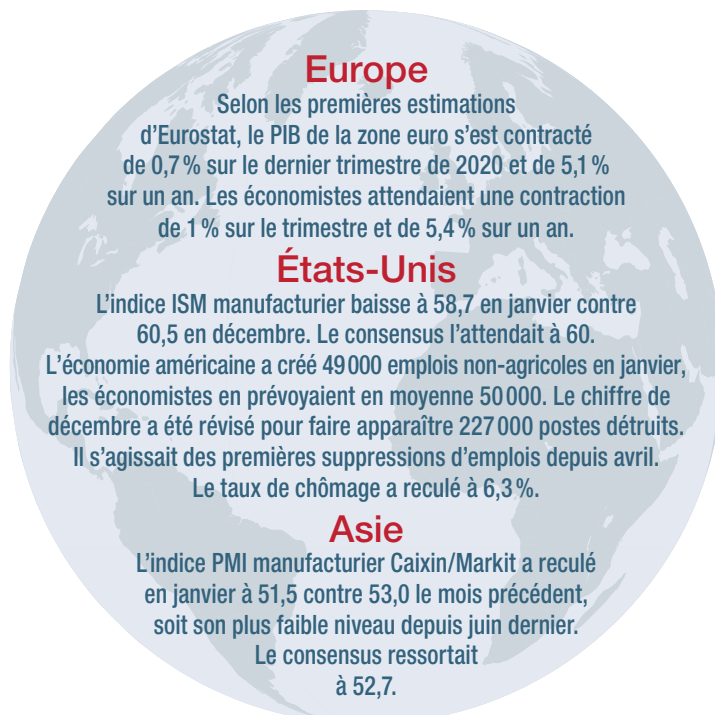 Europe
Selon les premières estimations
d’Eurostat, le PIB de la zone euro s’est contracté
de 0,7 % sur le dernier trimestre de 2020 et de 5,1 %
sur un an. Les économistes attendaient une contraction
de 1 % sur le trimestre et de 5,4 % sur un an.
États-Unis
L’indice ISM manufacturier baisse à 58,7 en janvier contre
60,5 en décembre. Le consensus l’attendait à 60.
L’économie américaine a créé 49 000 emplois non-agricoles en janvier,
les économistes en prévoyaient en moyenne 50 000. Le chiffre de
décembre a été révisé pour faire apparaître 227 000 postes détruits.
Il s’agissait des premières suppressions d’emplois depuis avril.
Le taux de chômage a reculé à 6,3 %.
Asie
L’indice PMI manufacturier Caixin/Markit a reculé
en janvier à 51,5 contre 53,0 le mois précédent,
soit son plus faible niveau depuis juin dernier.
Le consensus ressortait
à 52,7.